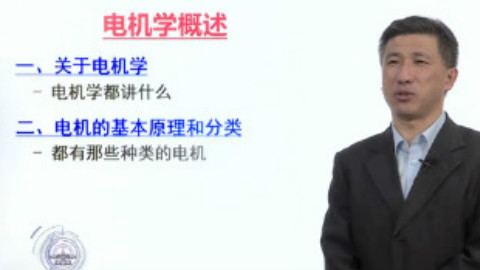 电机学概述
一、关于电机学
– 电机学都讲什么
二、电机的基本原理和分类
– 都有那些种类的电机